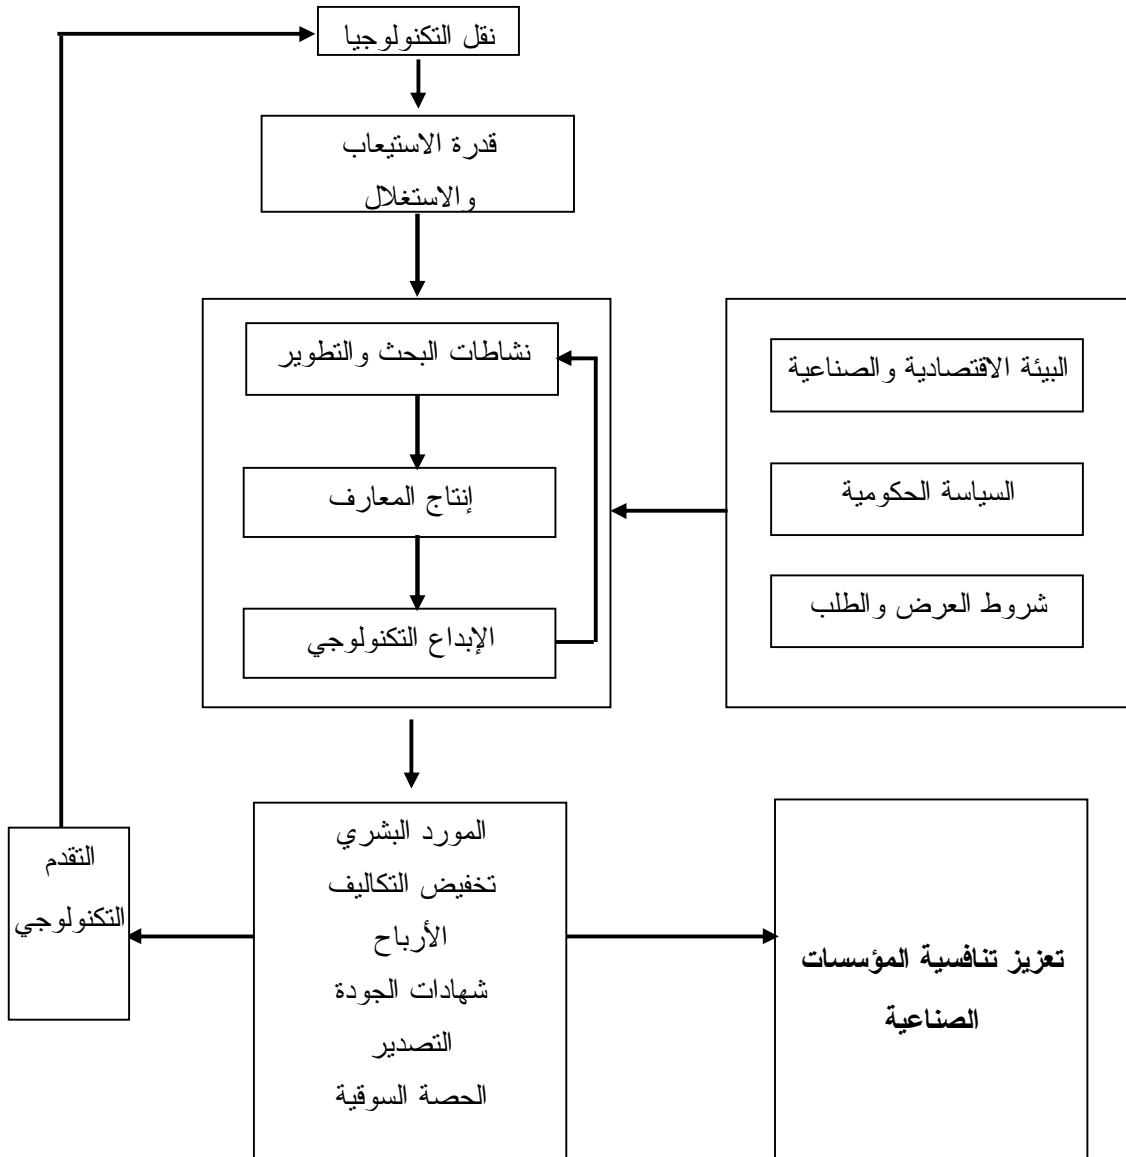 نقل التكنولوجيا
قدرة الاستيعاب
والاستغلال
نشاطات البحث والتطوير
إنتاج المعارف
الإبداع التكنولوجي
البيئة الاقتصادية والصناعية
السياسة الحكومية
شروط العرض والطلب
المورد البشري
تخفيض التكاليف
الأرباح
شهادات الجودة
التصدير
الحصة السوقية
تعزيز تنافسية المؤسسات
الصناعية
التقدم
التكنولوجي